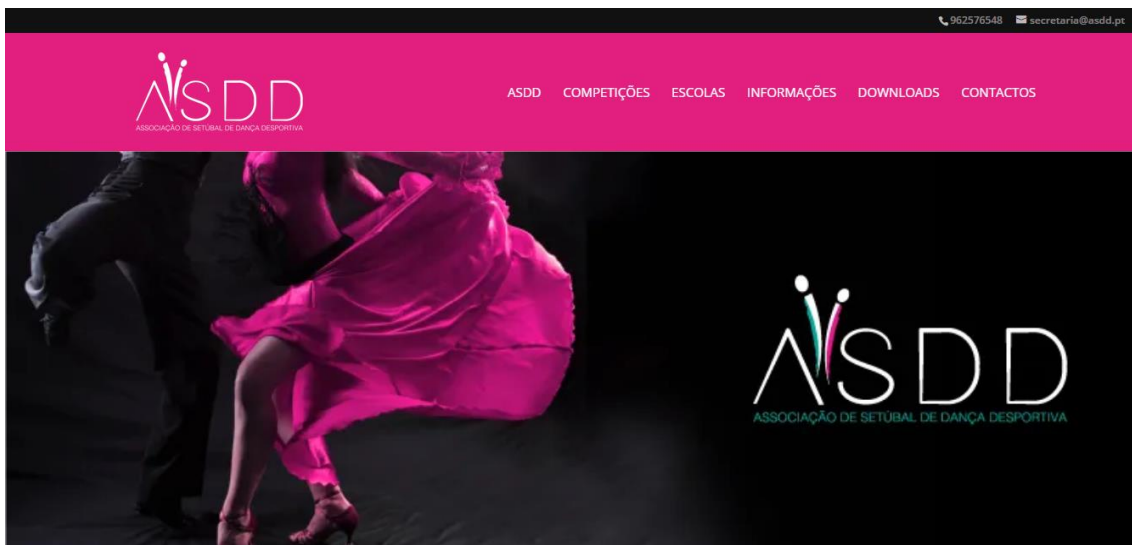 962576548 secretaria@asdd.pt
ASDD
ASSOCIAÇÃO DE SETÚBAL DE DANÇA DESPORTIVA
ASDD COMPETIÇÕES ESCOLAS INFORMAÇÕES DOWNLOADS CONTACTOS
ASDD
ASSOCIAÇÃO DE SETÚBAL DE DANÇA DESPORTIVA